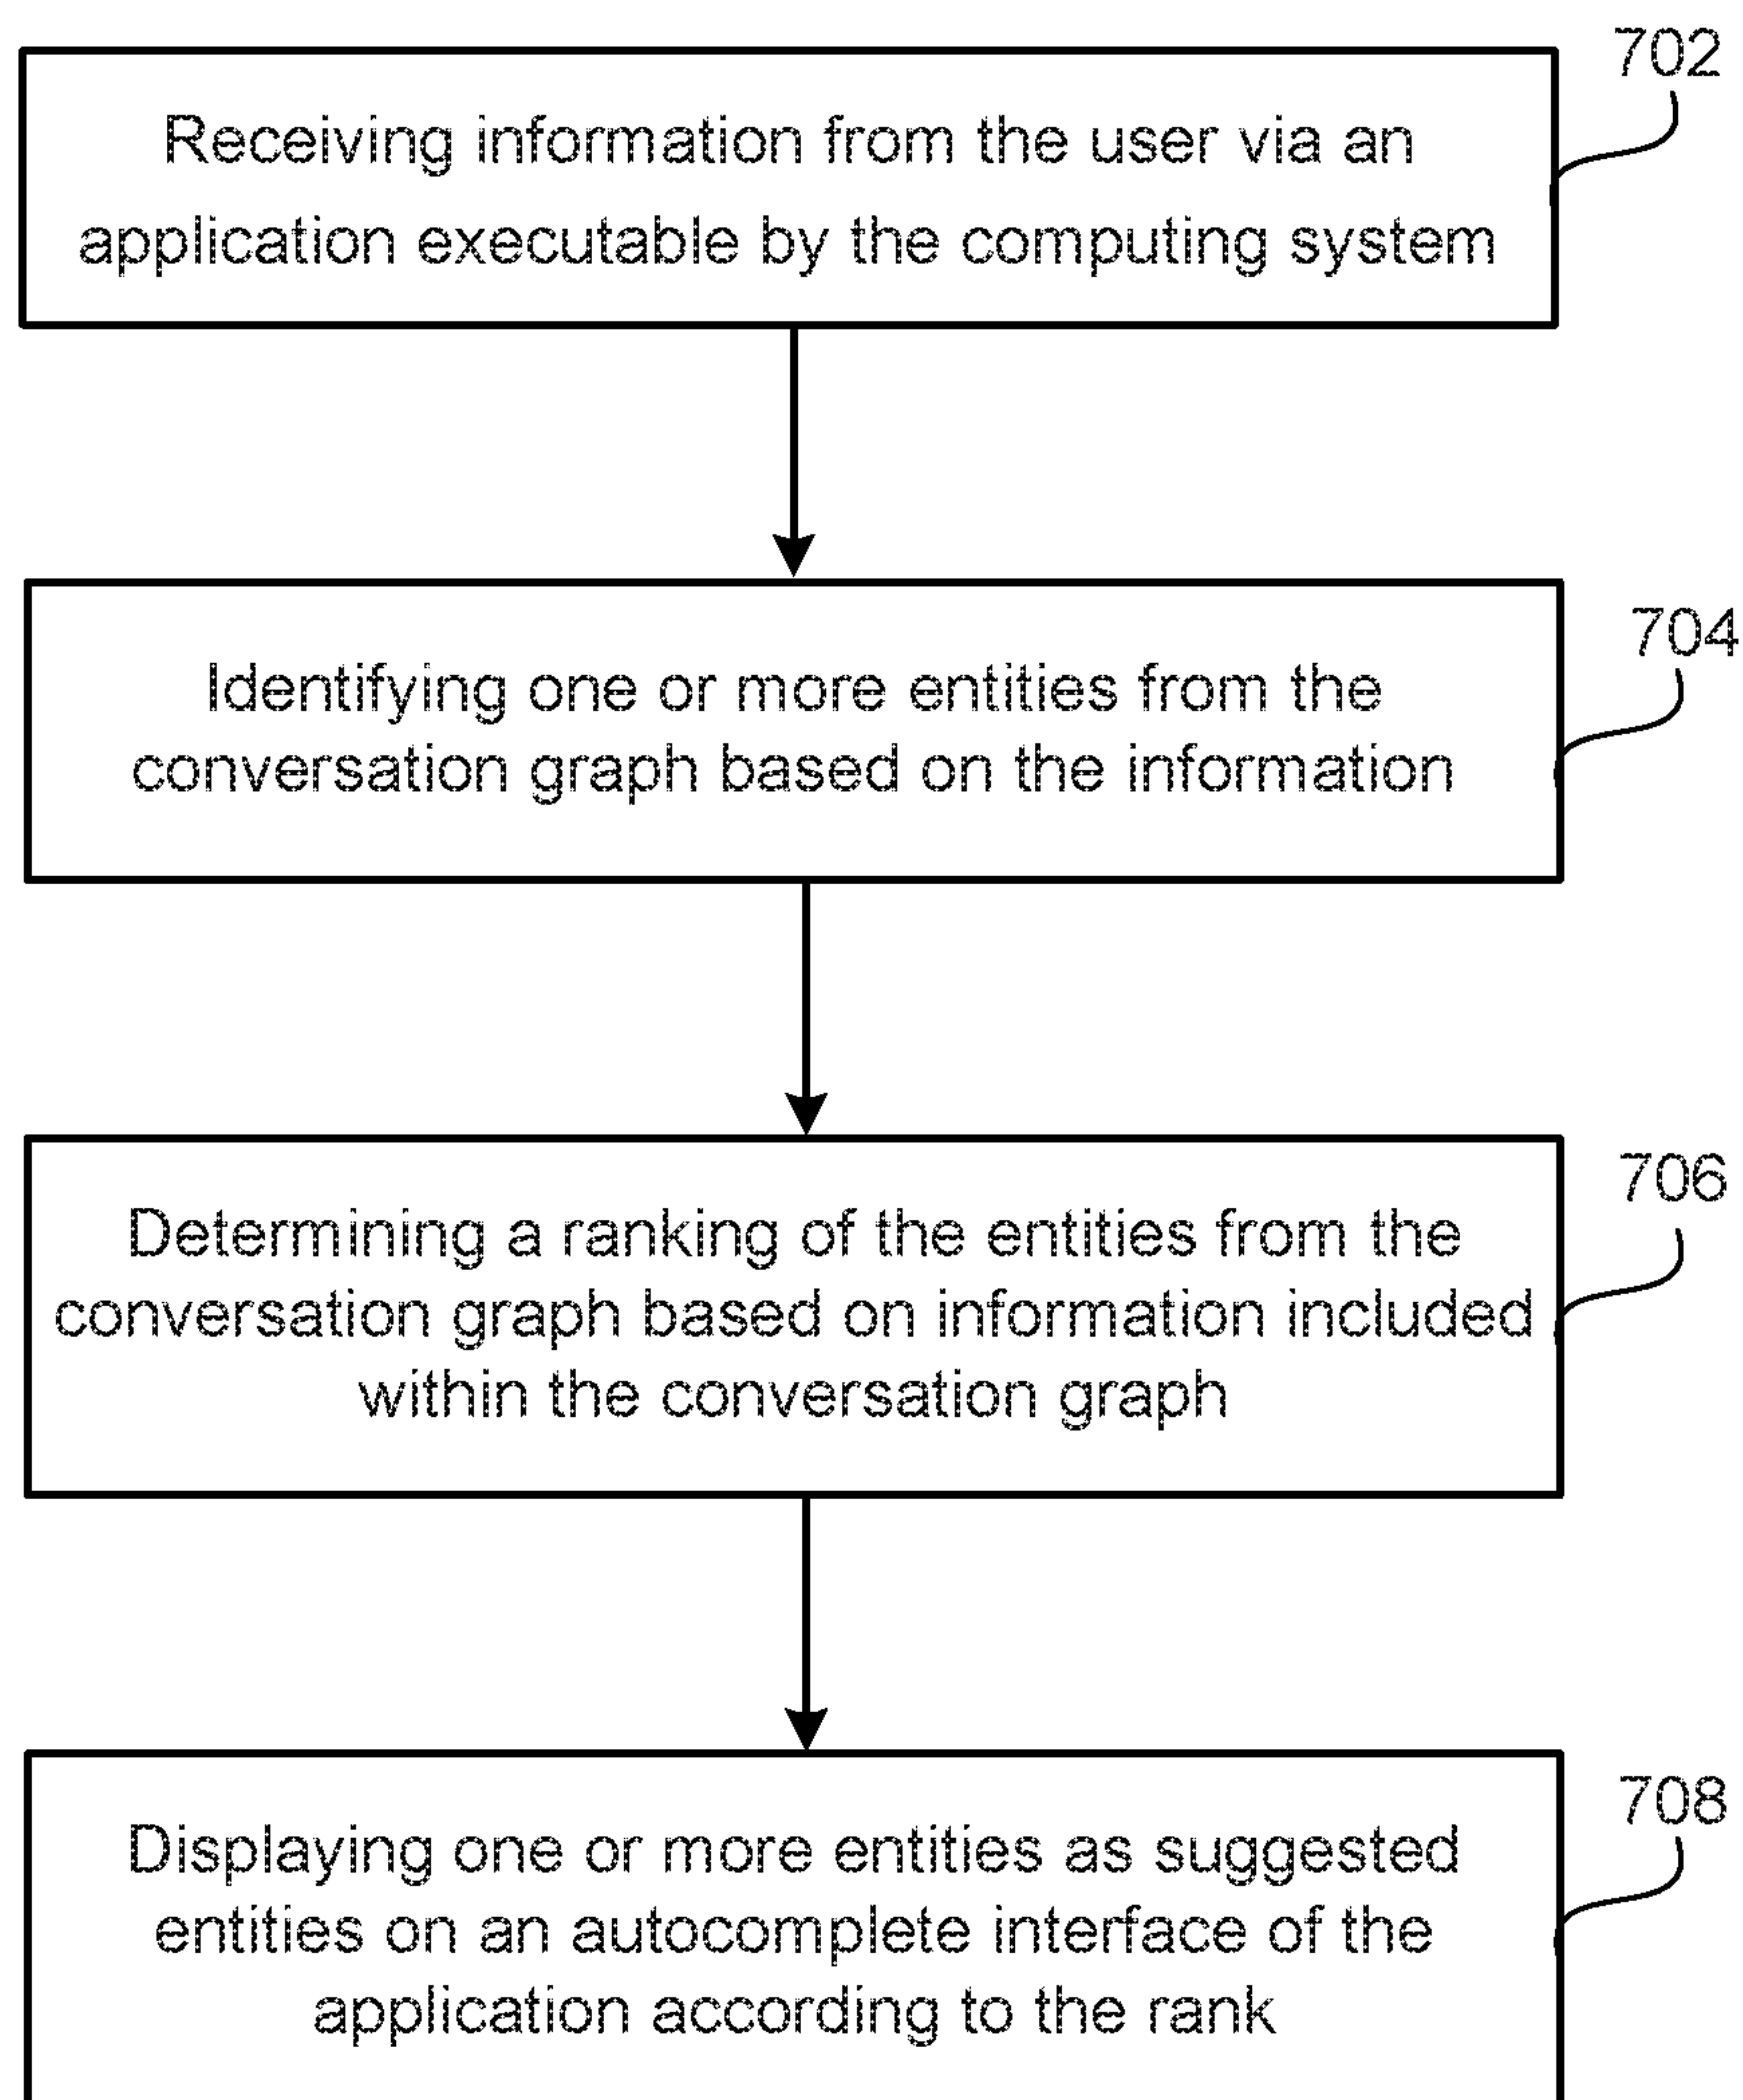 702
Receiving information from the user via an
application executable by the computing system
704
Identifying one or more entities from the
conversation graph based on the information
706
Determining a ranking of the entities from the
conversation graph based on information included
within the conversation graph
708
Displaying one or more entities as suggested
entities on an autocomplete interface of the
application according to the rank